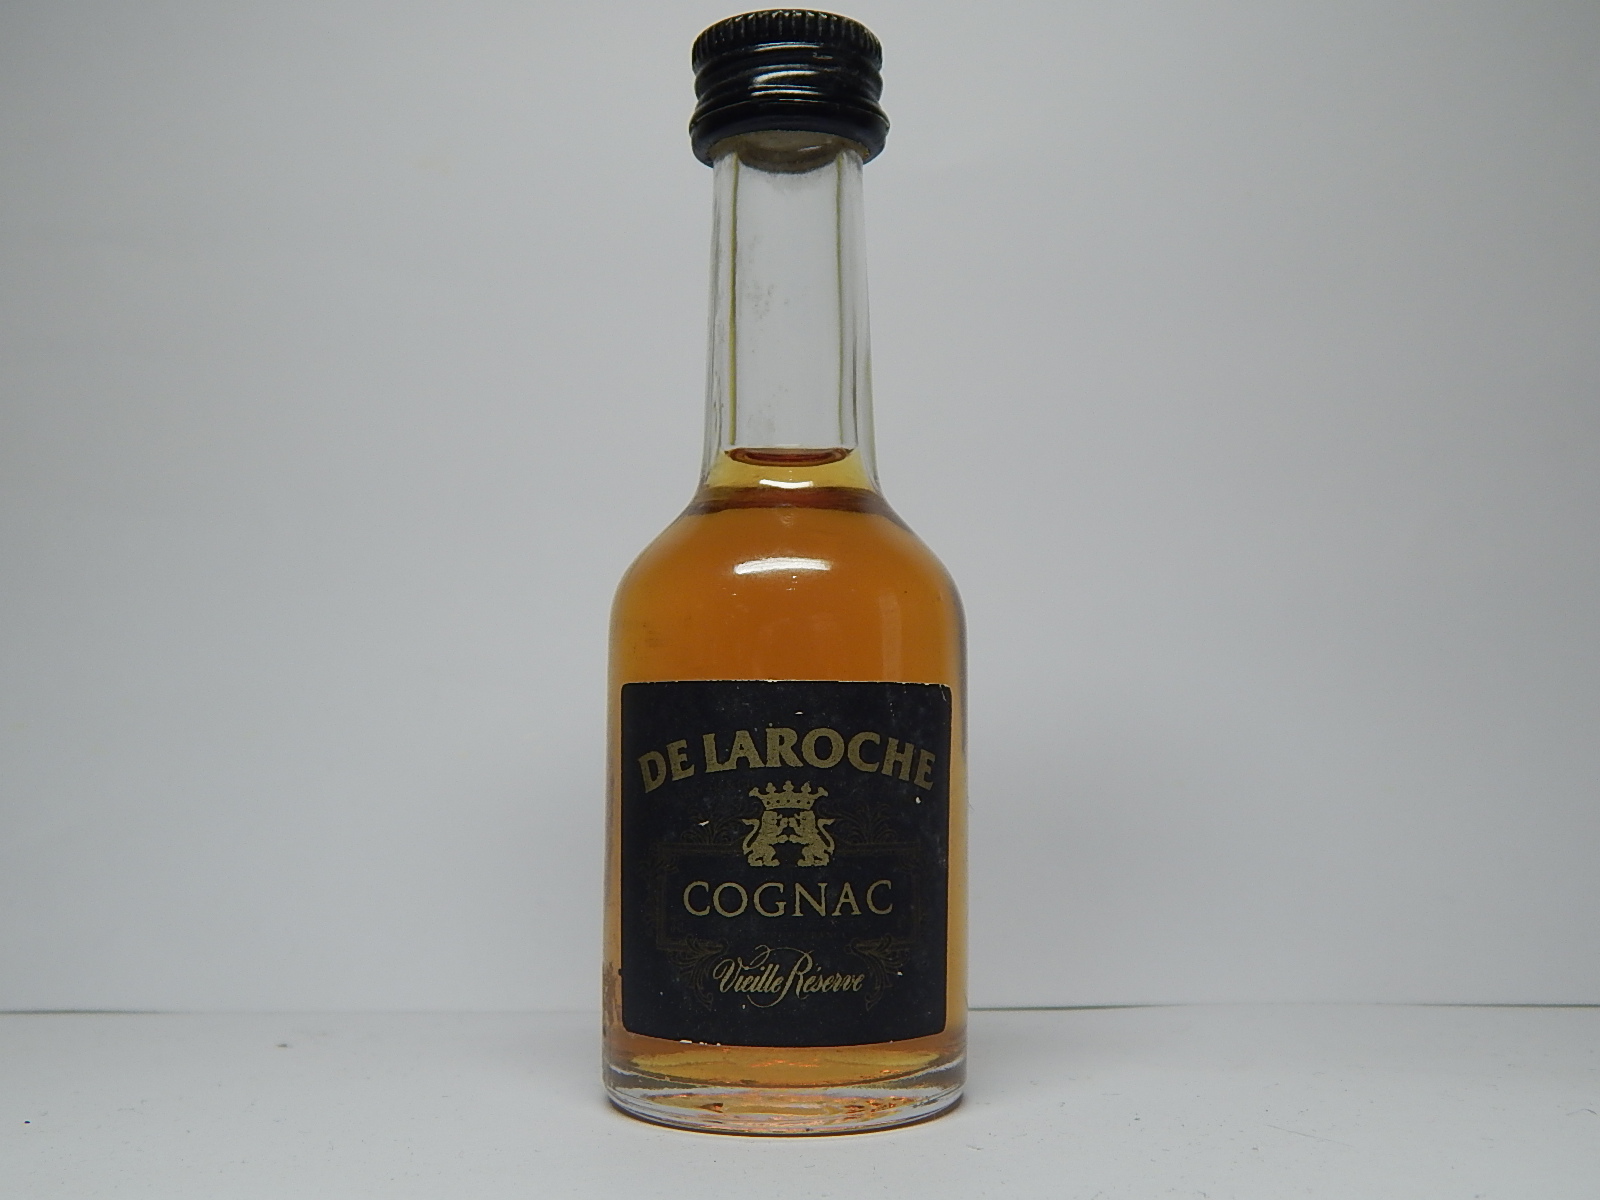 DE LAROCHE
COGNAC
Vieille Réserve